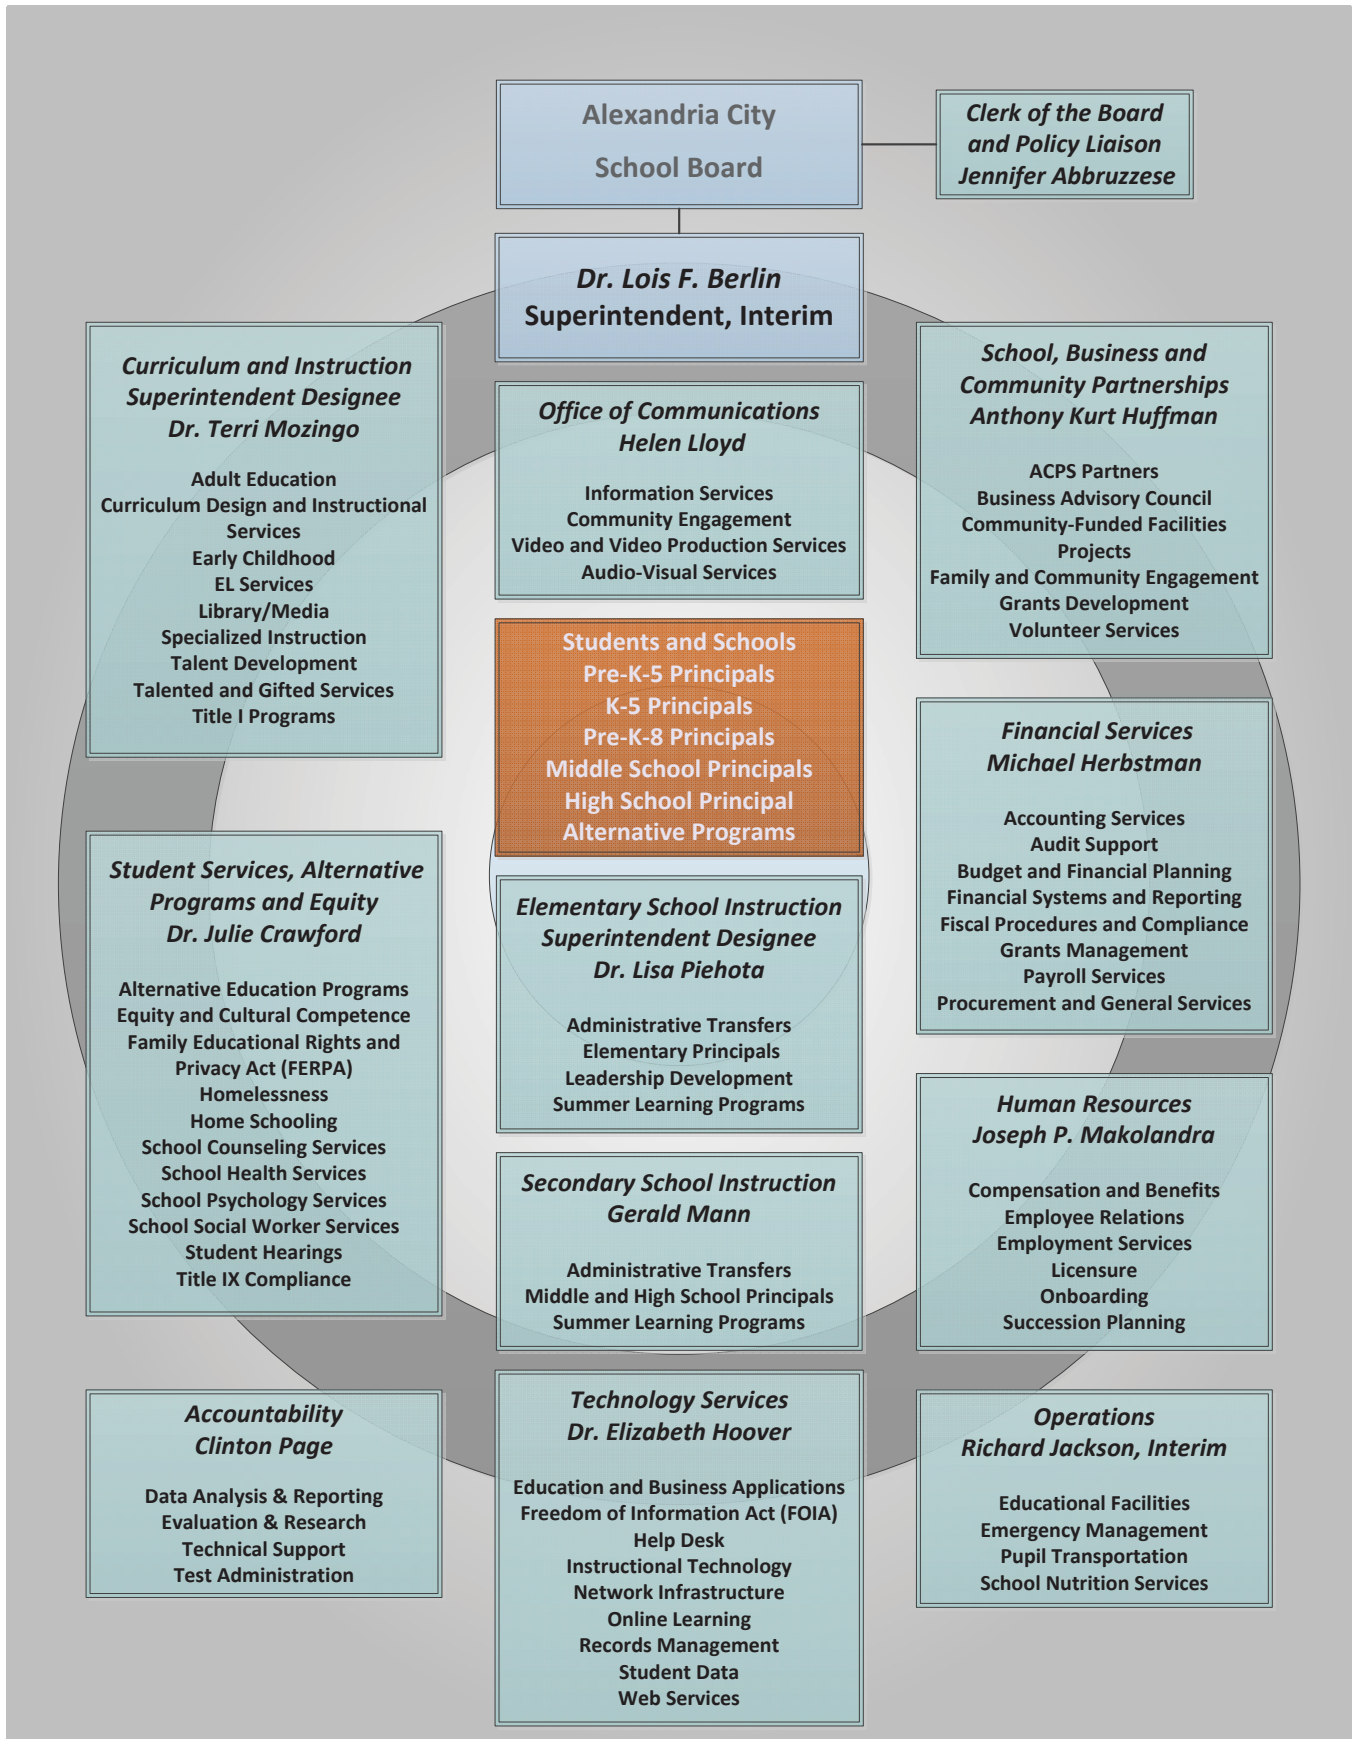 Alexandria City
School Board
Clerk of the Board
and Policy Liaison
Jennifer Abbruzzese
Dr. Lois F. Berlin
Superintendent, Interim
Curriculum and Instruction
Superintendent Designee
Dr. Terri Mozingo
Adult Education
Curriculum Design and Instructional
Services
Early Childhood
EL Services
Library/Media
Specialized Instruction
Talent Development
Talented and Gifted Services
Title I Programs
Office of Communications
Helen Lloyd
Information Services
Community Engagement
Video and Video Production Services
Audio-Visual Services
School, Business and
Community Partnerships
Anthony Kurt Huffman
ACPS Partners
Business Advisory Council
Community-Funded Facilities
Projects
Family and Community Engagement
Grants Development
Volunteer Services
Students and Schools
Pre-K-5 Principals
K-5 Principals
Pre-K-8 Principals
Middle School Principals
High School Principal
Alternative Programs
Financial Services
Michael Herbstman
Accounting Services
Audit Support
Budget and Financial Planning
Financial Systems and Reporting
Fiscal Procedures and Compliance
Grants Management
Payroll Services
Procurement and General Services
Student Services, Alternative
Programs and Equity
Dr. Julie Crawford
Alternative Education Programs
Equity and Cultural Competence
Family Educational Rights and
Privacy Act (FERPA)
Homelessness
Home Schooling
School Counseling Services
School Health Services
School Psychology Services
School Social Worker Services
Student Hearings
Title IX Compliance
Elementary School Instruction
Superintendent Designee
Dr. Lisa Piehota
Administrative Transfers
Elementary Principals
Leadership Development
Summer Learning Programs
Human Resources
Joseph P. Makolandra
Compensation and Benefits
Employee Relations
Employment Services
Licensure
Onboarding
Succession Planning
Secondary School Instruction
Gerald Mann
Administrative Transfers
Middle and High School Principals
Summer Learning Programs
Accountability
Clinton Page
Data Analysis & Reporting
Evaluation & Research
Technical Support
Test Administration
Technology Services
Dr. Elizabeth Hoover
Education and Business Applications
Freedom of Information Act (FOIA)
Help Desk
Instructional Technology
Network Infrastructure
Online Learning
Records Management
Student Data
Web Services
Operations
Richard Jackson, Interim
Educational Facilities
Emergency Management
Pupil Transportation
School Nutrition Services